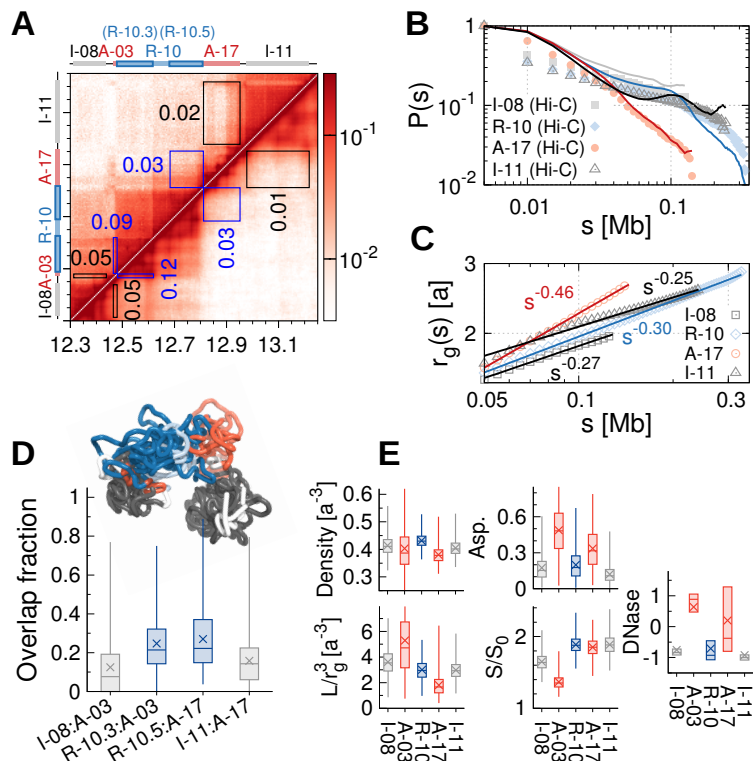 A
(R-10.3)(R-10.5)
I-08 A-03 R-10 A-17 I-11
I-11
A-17
R-10
A-03
I-08
0.02
0.03
0.09
0.05
0.01
0.03
0.12
0.05
10^-1
10^-2
12.3 12.5 12.7 12.9 13.1
B
P(s)
10^0
10^-1
10^-2
I-08 (Hi-C)
R-10 (Hi-C)
A-17 (Hi-C)
I-11 (Hi-C)
0.01 0.1
s [Mb]
C
r_g(s) [a]
3
2
1
s^-0.46
s^-0.25
s^-0.30
s^-0.27
I-08
R-10
A-17
I-11
0.05 0.1 0.3
s [Mb]
D
Overlap fraction
1
0.8
0.6
0.4
0.2
0
I-08:A-03
R-10.3:A-03
R-10.5:A-17
I-11:A-17
E
Density [a^-3]
0.6
0.5
0.4
Asp.
0.6
0.3
0
L/r_g^3 [a^-3]
6
4
2
0
I-08
A-03
R-10
A-17
I-11
S/S_0
2
1
I-08
A-03
R-10
A-17
I-11
DNase
1
0
-1
I-08
A-03
R-10
A-17
I-11